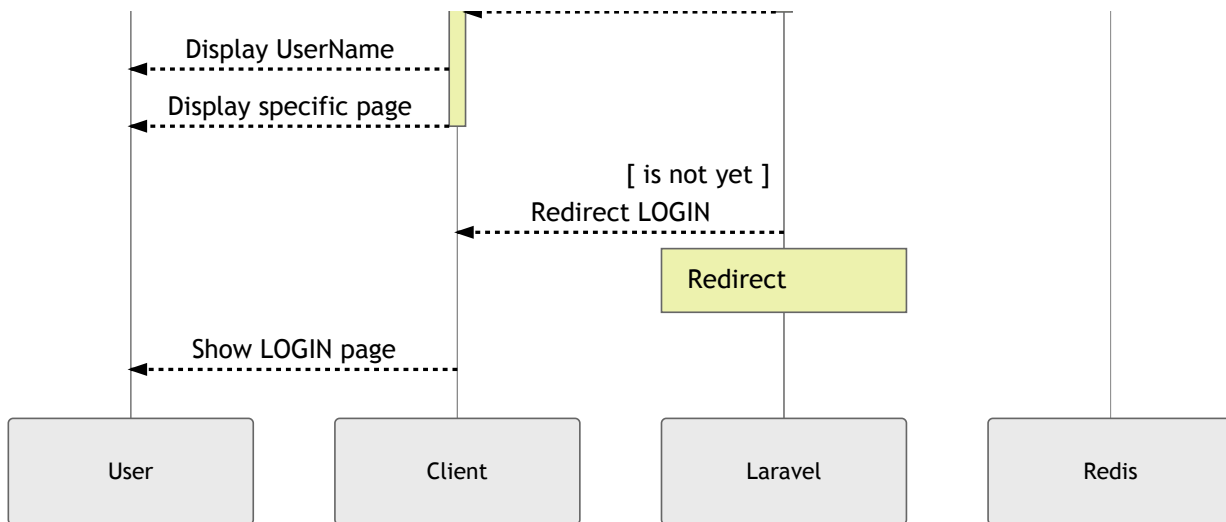 Display UserName
Display specific page
[ is not yet ]
Redirect LOGIN
Redirect
Show LOGIN page
User
Client
Laravel
Redis